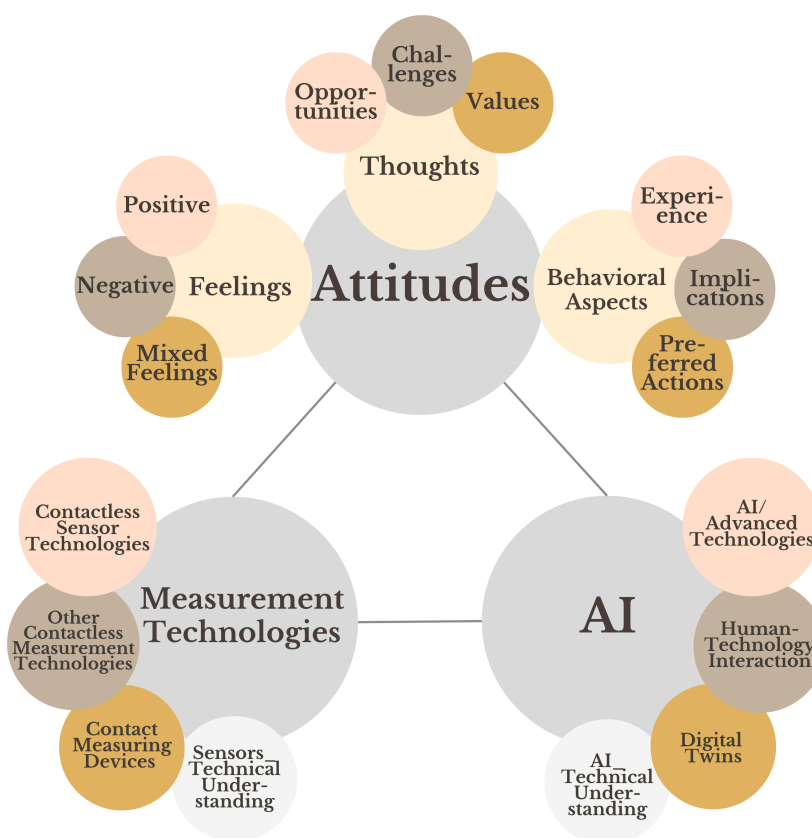 Chal-
lenges
Oppor-
tunities
Values
Thoughts
Positive
Negative
Mixed
Feelings
Feelings
Attitudes
Behavioral
Aspects
Experi-
ence
Impli-
cations
Pre-
ferred
Actions
Contactless
Sensor
Technologies
Other
Contactless
Measurement
Technologies
Contact
Measuring
Devices
Sensors_
Technical
Under-
standing
Measurement
Technologies
AI
AI/
Advanced
Technologies
Human-
Technology
Interaction
Digital
Twins
AI_
Technical
Under-
standing